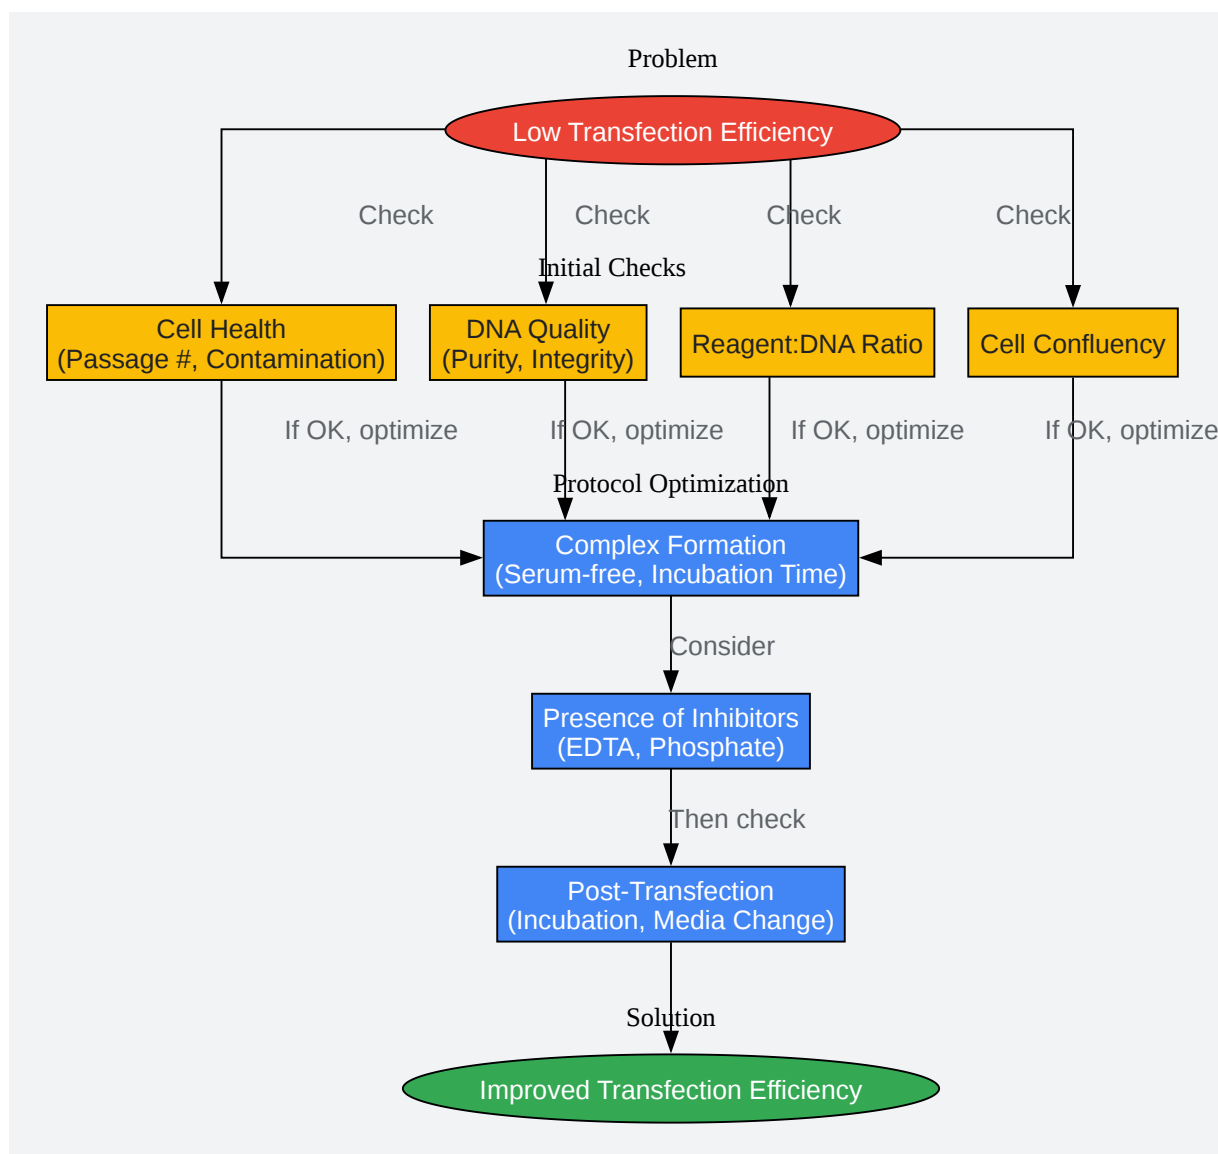 Problem
Low Transfection Efficiency
Check
Check
Check
Check
Initial Checks
Cell Health
(Passage #, Contamination)
DNA Quality
(Purity, Integrity)
Reagent:DNA Ratio
Cell Confluency
If OK, optimize
If OK, optimize
If OK, optimize
If OK, optimize
Protocol Optimization
Complex Formation
(Serum-free, Incubation Time)
Consider
Presence of Inhibitors
(EDTA, Phosphate)
Then check
Post-Transfection
(Incubation, Media Change)
Solution
Improved Transfection Efficiency